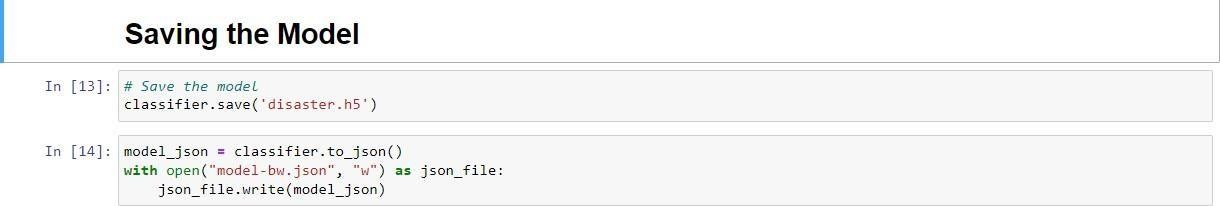 Saving the Model
In [13]: # Save the model
classifier.save('disaster.h5')
In [14]: model_json = classifier.to_json()
with open("model-bw.json", "w") as json_file:
    json_file.write(model_json)